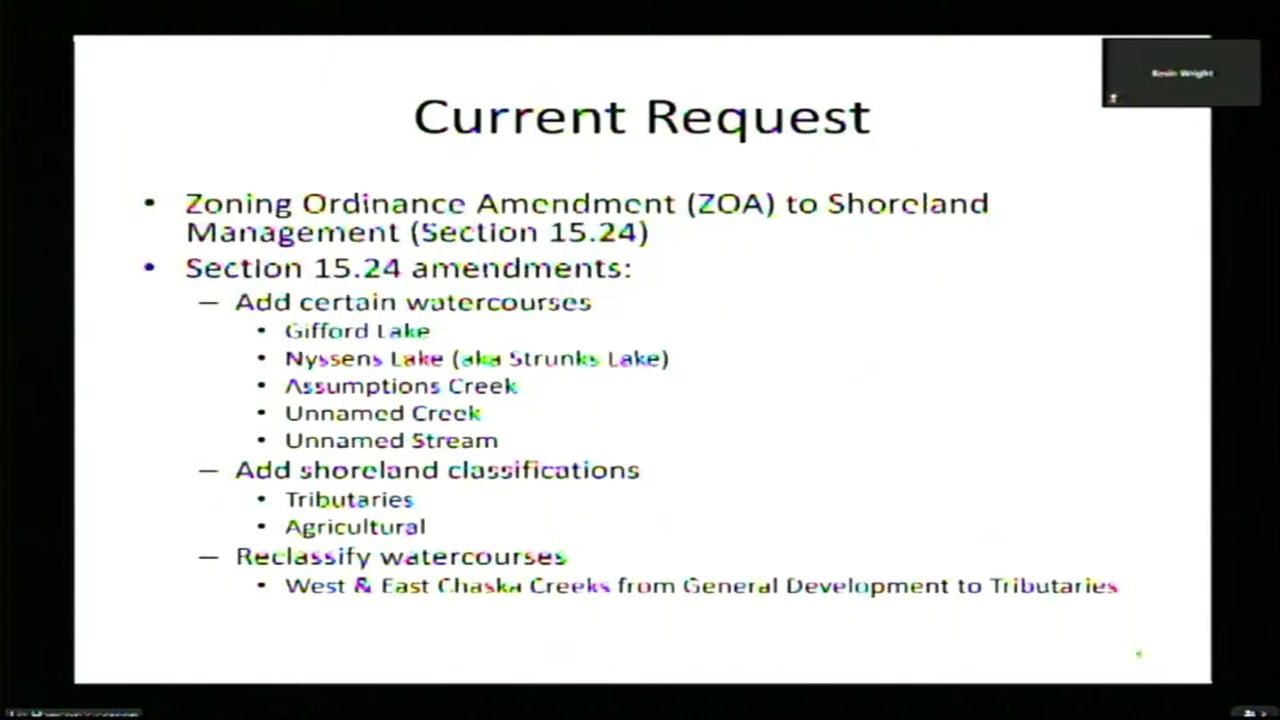 Kevin Wright
Current Request
• Zoning Ordinance Amendment (ZOA) to Shoreland
Management (Section 15.24)
• Section 15.24 amendments:
– Add certain watercourses
• Gifford Lake
• Nyssens Lake (aka Strunks Lake)
• Assumptions Creek
• Unnamed Creek
• Unnamed Stream
– Add shoreland classifications
• Tributaries
• Agricultural
– Reclassify watercourses
• West & East Chaska Creeks from General Development to Tributaries